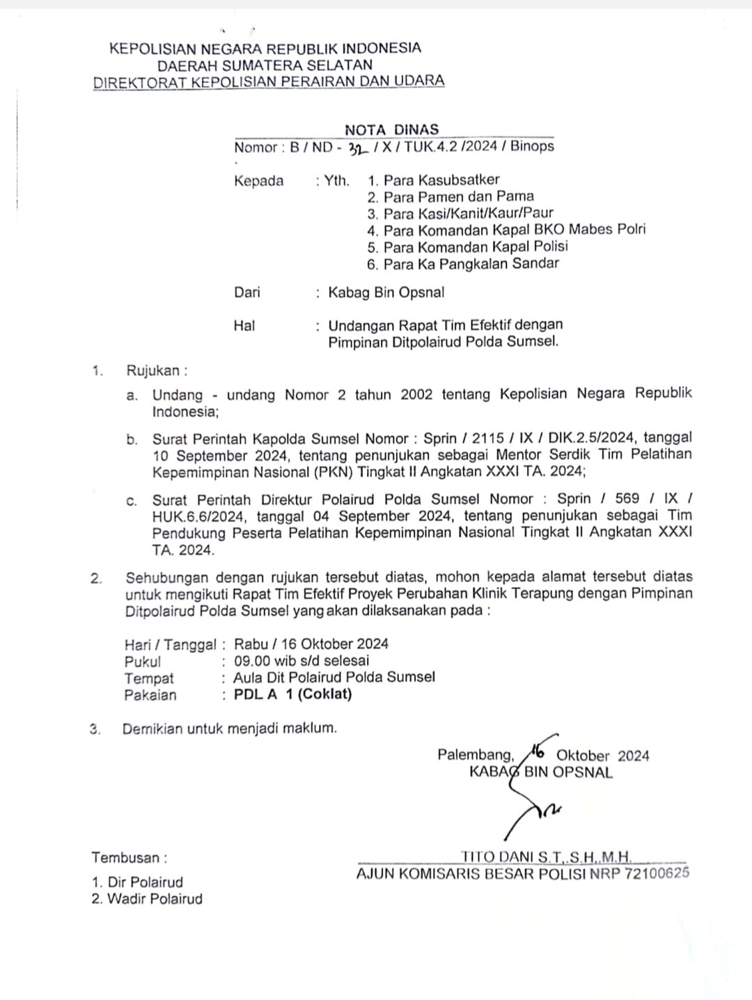 KEPOLISIAN NEGARA REPUBLIK INDONESIA
DAERAH SUMATERA SELATAN
DIREKTORAT KEPOLISIAN PERAIRAN DAN UDARA
NOTA DINAS
Nomor : B / ND - 32 / X / TUK.4.2 /2024 / Binops
Kepada : Yth. 1. Para Kasubsatker
2. Para Pamen dan Pama
3. Para Kasi/Kanit/Kaur/Paur
4. Para Komandan Kapal BKO Mabes Polri
5. Para Komandan Kapal Polisi
6. Para Ka Pangkalan Sandar
Dari : Kabag Bin Opsnal
Hal : Undangan Rapat Tim Efektif dengan
Pimpinan Ditpolairud Polda Sumsel.
1. Rujukan :
a. Undang - undang Nomor 2 tahun 2002 tentang Kepolisian Negara Republik
Indonesia;
b. Surat Perintah Kapolda Sumsel Nomor : Sprin / 2115 / IX / DIK.2.5/2024, tanggal
10 September 2024, tentang penunjukan sebagai Mentor Serdik Tim Pelatihan
Kepemimpinan Nasional (PKN) Tingkat II Angkatan XXXI TA. 2024;
c. Surat Perintah Direktur Polairud Polda Sumsel Nomor : Sprin / 569 / IX /
HUK.6.6/2024, tanggal 04 September 2024, tentang penunjukan sebagai Tim
Pendukung Peserta Pelatihan Kepemimpinan Nasional Tingkat II Angkatan XXXI
TA. 2024.
2. Sehubungan dengan rujukan tersebut diatas, mohon kepada alamat tersebut diatas
untuk mengikuti Rapat Tim Efektif Proyek Perubahan Klinik Terapung dengan Pimpinan
Ditpolairud Polda Sumsel yang akan dilaksanakan pada :
Hari / Tanggal : Rabu / 16 Oktober 2024
Pukul : 09.00 wib s/d selesai
Tempat : Aula Dit Polairud Polda Sumsel
Pakaian : PDL A 1 (Coklat)
3. Demikian untuk menjadi maklum.
Palembang, 16 Oktober 2024
KABAG BIN OPSNAL
TITO DANI S.T,.S.H,.M.H.
AJUN KOMISARIS BESAR POLISI NRP 72100625
Tembusan :
1. Dir Polairud
2. Wadir Polairud